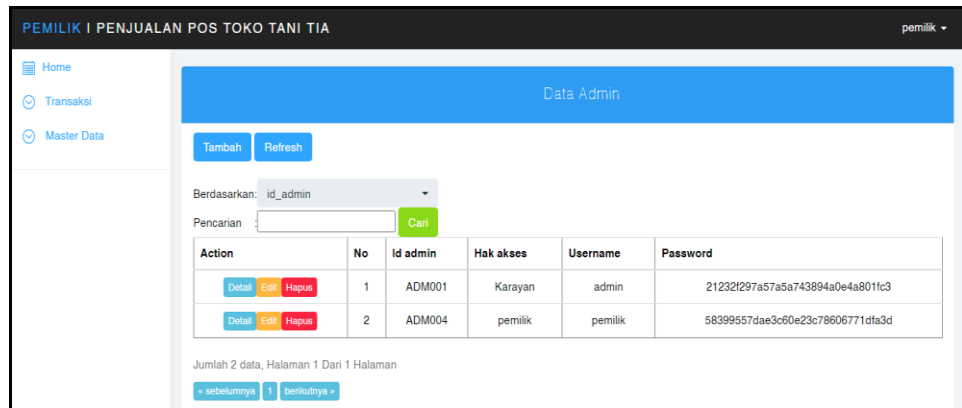 PEMILIK I PENJUALAN POS TOKO TANI TIA pemilik
Home
Transaksi
Master Data
Data Admin
Tambah Refresh
Berdasarkan: id_admin
Pencarian : Cari
Action No Id admin Hak akses Username Password
Detail Edit Hapus 1 ADM001 Karayan admin 21232f297a57a5a743894a0e4a801fc3
Detail Edit Hapus 2 ADM004 pemilik pemilik 58399557dae3c60e23c78606771dfa3d
Jumlah 2 data, Halaman 1 Dari 1 Halaman
« sebelumnya 1 berikutnya »